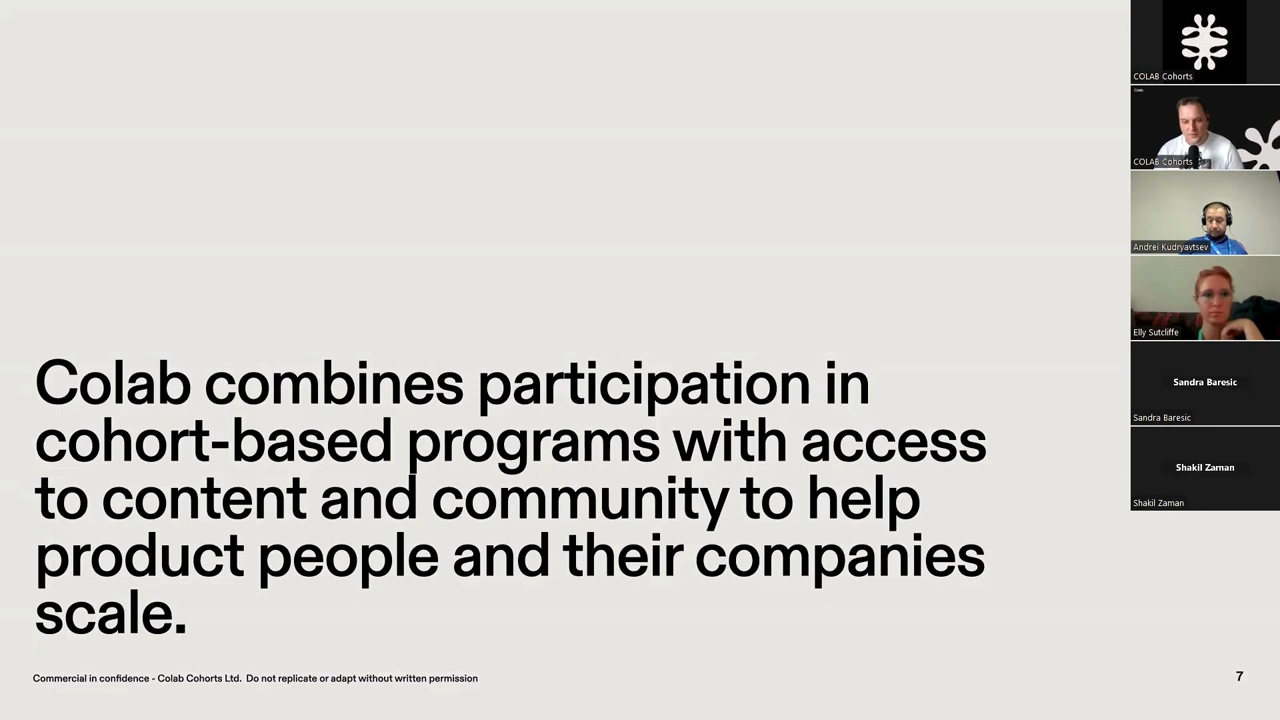 Colab combines participation in
cohort-based programs with access
to content and community to help
product people and their companies
scale.
Commercial in confidence - Colab Cohorts Ltd. Do not replicate or adapt without written permission
7
COLAB Cohorts
COLAB Cohorts
Andrei Kudryavtsev
Elly Sutcliffe
Sandra Baresic
Sandra Baresic
Shakil Zaman
Shakil Zaman